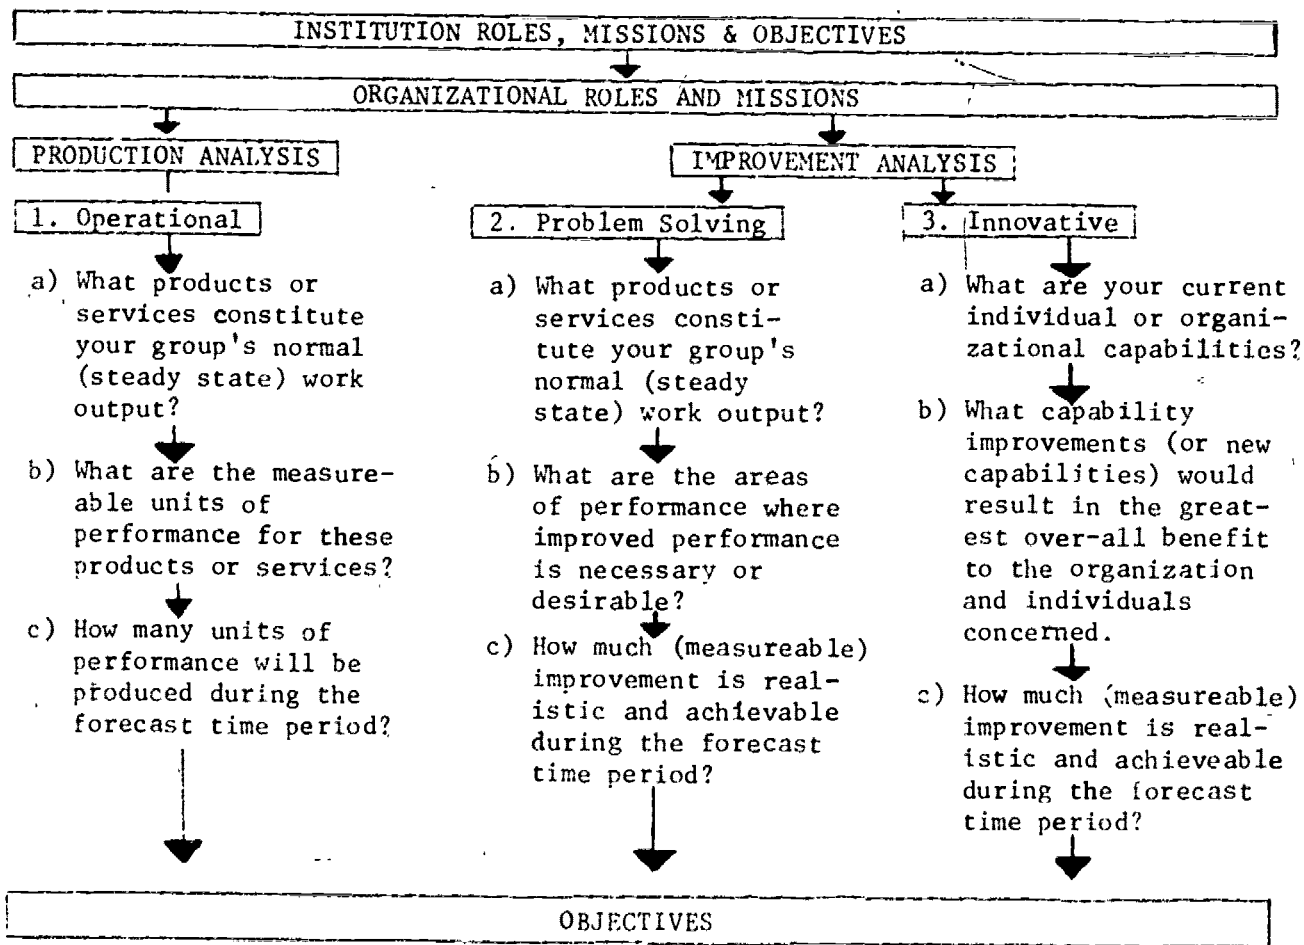 INSTITUTION ROLES, MISSIONS & OBJECTIVES
ORGANIZATIONAL ROLES AND MISSIONS
PRODUCTION ANALYSIS
IMPROVEMENT ANALYSIS
1. Operational
2. Problem Solving
3. Innovative
a) What products or
services constitute
your group's normal
(steady state) work
output?
b) What are the measure-
able units of
performance for these
products or services?
c) How many units of
performance will be
produced during the
forecast time period?
a) What products or
services consti-
tute your group's
normal (steady
state) work output?
b) What are the areas
of performance where
improved performance
is necessary or
desirable?
c) How much (measureable)
improvement is real-
istic and achievable
during the forecast
time period?
a) What are your current
individual or organi-
zational capabilities?
b) What capability
improvements (or new
capabilities) would
result in the great-
est over-all benefit
to the organization
and individuals
concerned.
c) How much (measureable)
improvement is real-
istic and achieveable
during the forecast
time period?
OBJECTIVES